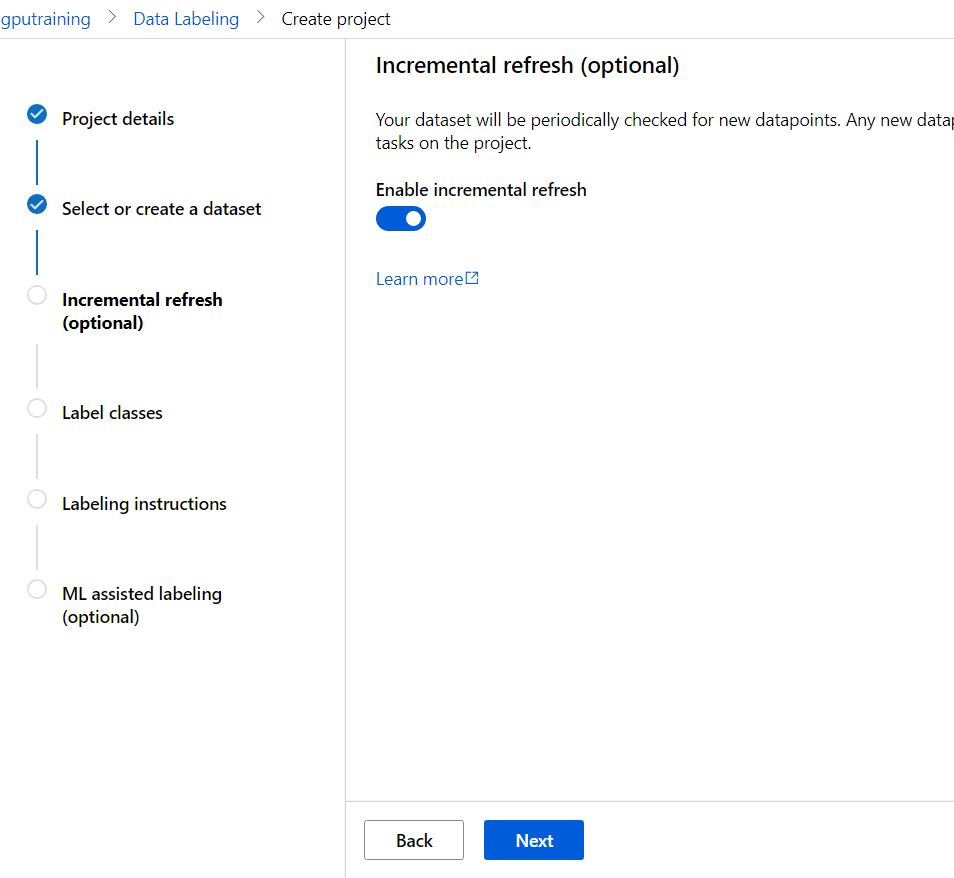 gputraining > Data Labeling > Create project
Incremental refresh (optional)
Project details
Your dataset will be periodically checked for new datapoints. Any new
tasks on the project.
Enable incremental refresh
Select or create a dataset
Learn more
Incremental refresh
(optional)
Label classes
Labeling instructions
ML assisted labeling
(optional)
Back
Next